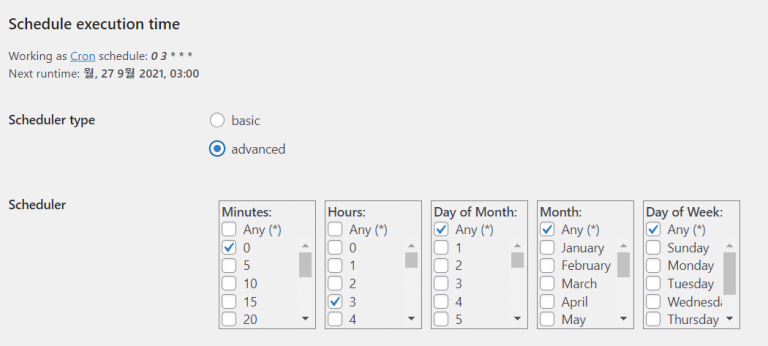 Schedule execution time
Working as Cron schedule: 0 3 * * *
Next runtime: 월, 27 9월 2021, 03:00
Scheduler type
basic
advanced
Scheduler
Minutes:
Any (*)
0
5
10
15
20
Hours:
Any (*)
0
1
2
3
4
Day of Month:
Any (*)
1
2
3
4
5
Month:
Any (*)
January
February
March
April
May
Day of Week:
Any (*)
Sunday
Monday
Tuesday
Wednesda
Thursday